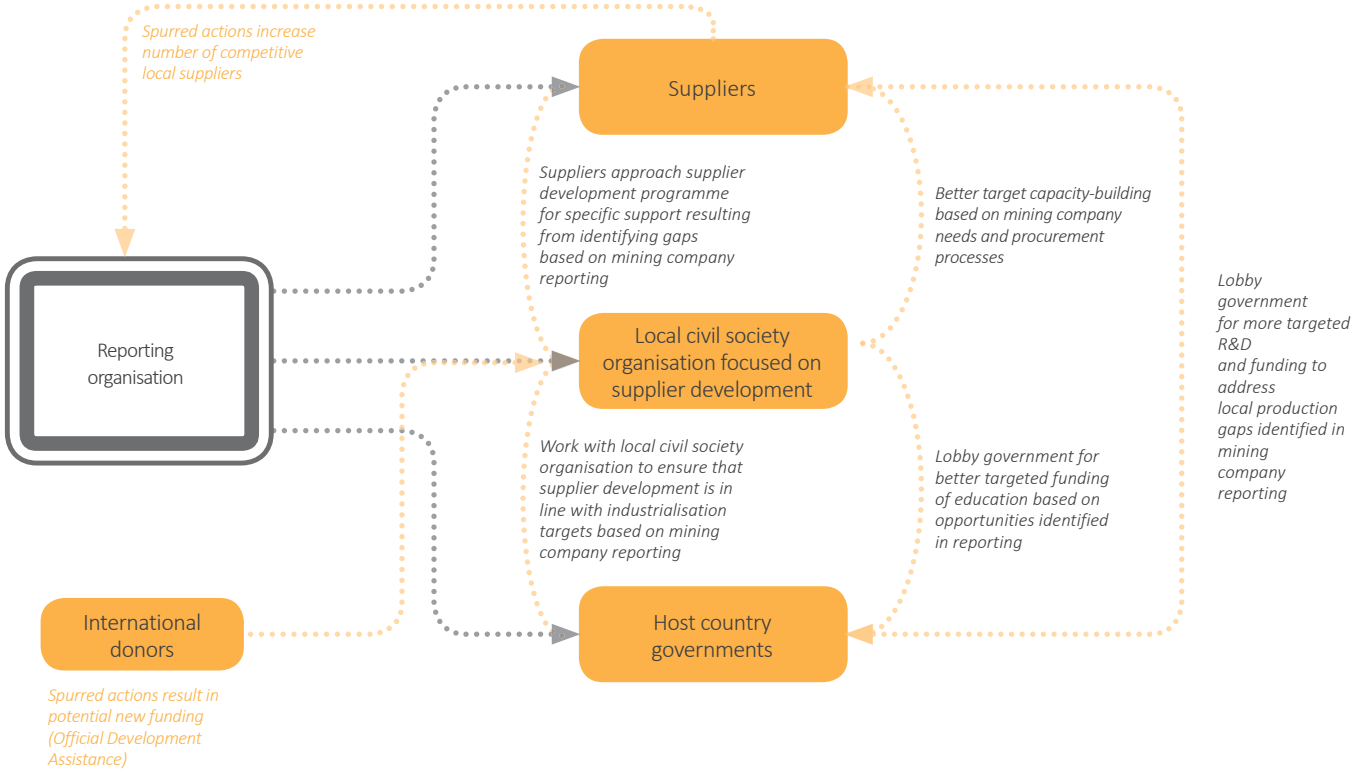 Spurred actions increase
number of competitive
local suppliers
Suppliers
Suppliers approach supplier
development programme
for specific support resulting
from identifying gaps
based on mining company
reporting
Better target capacity-building
based on mining company
needs and procurement
processes
Lobby
government
for more targeted
R&D
and funding to
address
local production
gaps identified in
mining
company
reporting
Reporting
organisation
Local civil society
organisation focused on
supplier development
Work with local civil society
organisation to ensure that
supplier development is in
line with industrialisation
targets based on mining
company reporting
Lobby government for
better targeted funding
of education based on
opportunities identified
in reporting
International
donors
Host country
governments
Spurred actions result in
potential new funding
(Official Development
Assistance)